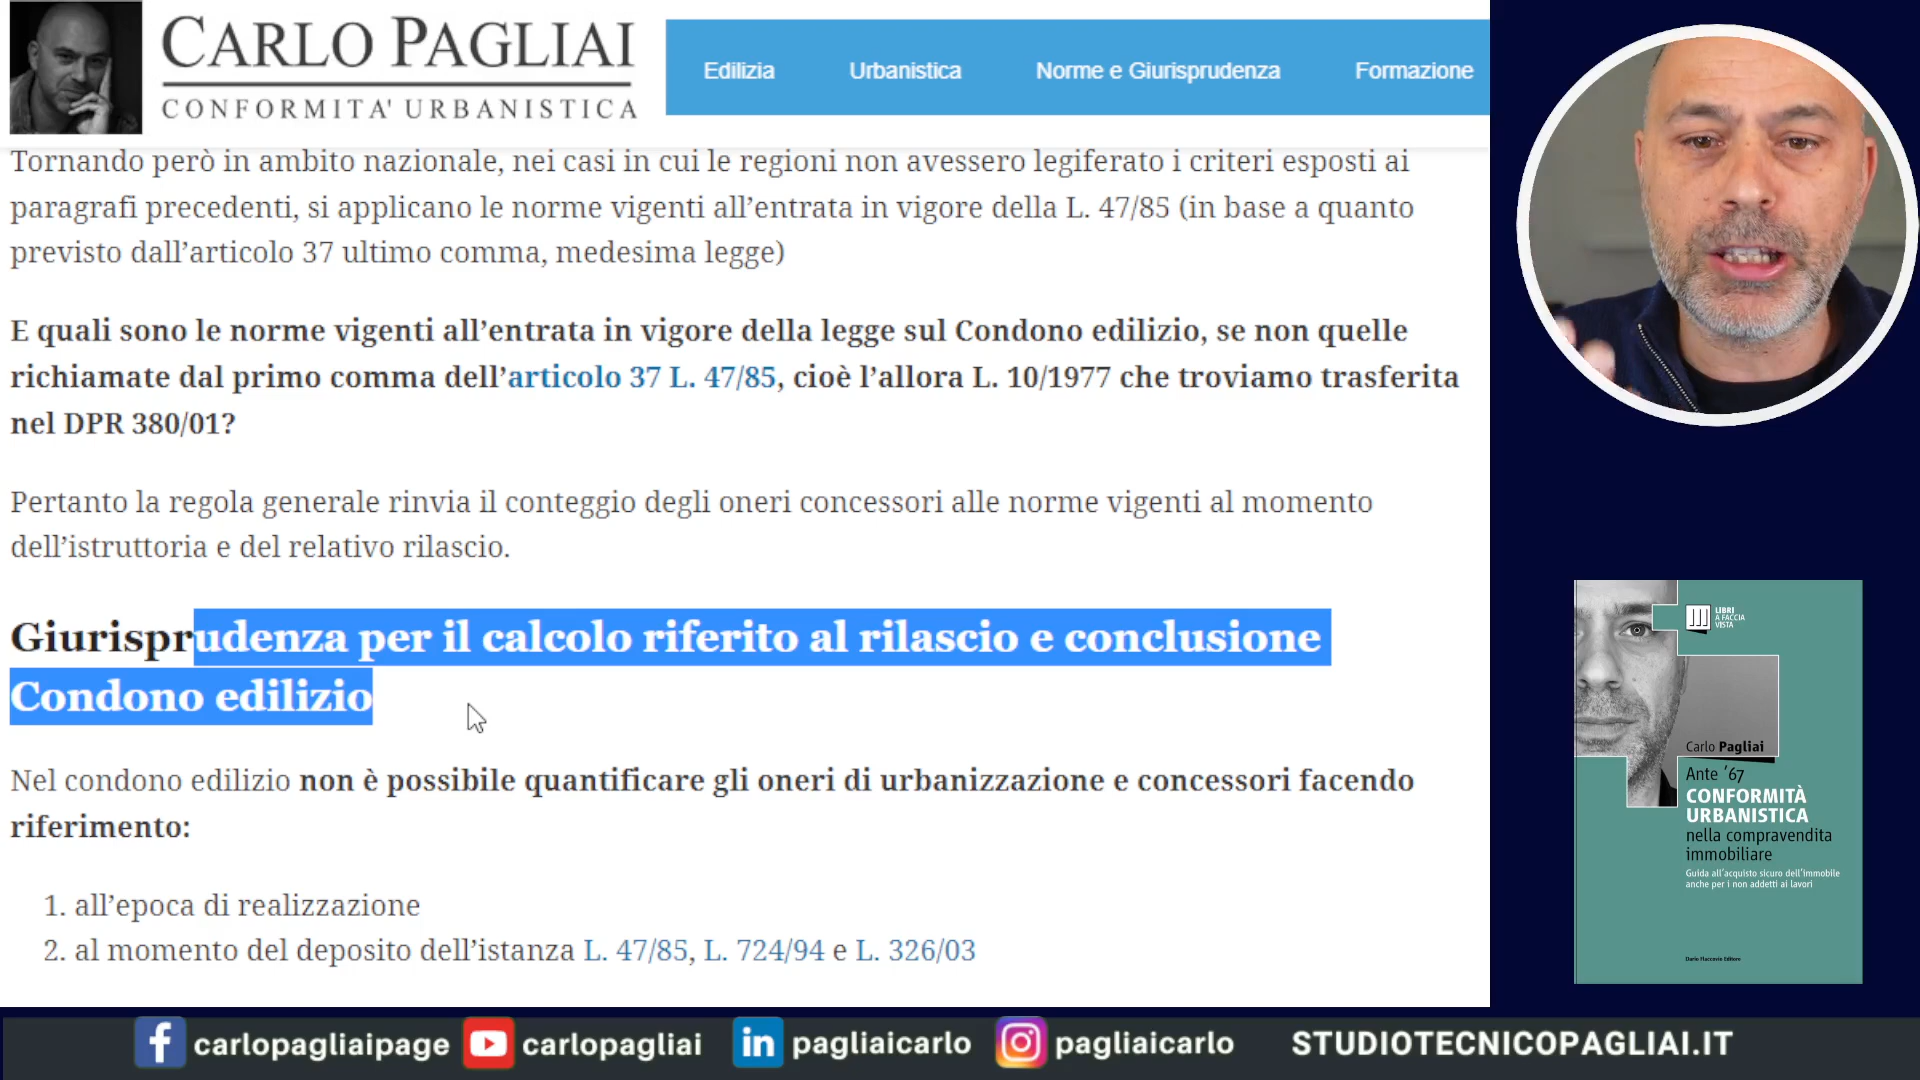 CARLO PAGLIAI
CONFORMITA' URBANISTICA
Edilizia Urbanistica Norme e Giurisprudenza Formazione
Tornando però in ambito nazionale, nei casi in cui le regioni non avessero legiferato i criteri esposti ai
paragrafi precedenti, si applicano le norme vigenti all'entrata in vigore della L. 47/85 (in base a quanto
previsto dall'articolo 37 ultimo comma, medesima legge)
E quali sono le norme vigenti all'entrata in vigore della legge sul Condono edilizio, se non quelle
richiamate dal primo comma dell'articolo 37 L. 47/85, cioè l'allora L. 10/1977 che troviamo trasferita
nel DPR 380/01?
Pertanto la regola generale rinvia il conteggio degli oneri concessori alle norme vigenti al momento
dell'istruttoria e del relativo rilascio.
Giurisprudenza per il calcolo riferito al rilascio e conclusione
Condono edilizio
Nel condono edilizio non è possibile quantificare gli oneri di urbanizzazione e concessori facendo
riferimento:
1. all'epoca di realizzazione
2. al momento del deposito dell'istanza L. 47/85, L. 724/94 e L. 326/03
LIBRI
A FACCIA
VISTA
Carlo Pagliai
Ante '67
CONFORMITÀ
URBANISTICA
nella compravendita
immobiliare
Guida all'acquisto sicuro dell'immobile
anche per i non addetti ai lavori
Dario Flaccovio Editore
carlopagliaipage carlopagliai pagliaicarlo pagliaicarlo STUDIOTECNICOPAGLIAI.IT